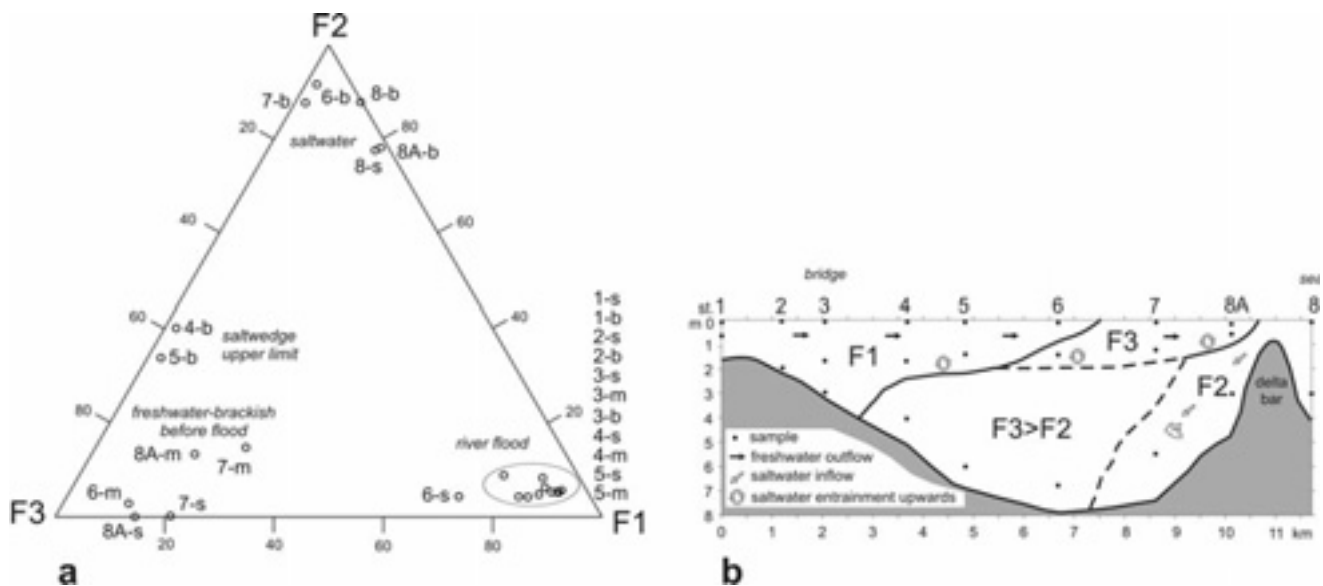 F2
7-b
6-b
8-b
20
80
saltwater
8A-b
8-s
40
60
60
4-b
saltwedge
upper limit
5-b
40
80
freshwater-brackish
before flood
8A-m
7-m
20
river flood
6-m
7-s
6-s
F3
8A-s
F1
20
40
60
80
1-s
1-b
2-s
2-b
3-s
3-m
3-b
4-s
4-m
5-s
5-m
a
bridge
sea
st. 1 2 3 4 5 6 7 8A 8
m 0
1
2
3
4
5
6
7
8
F1
F3
F2
F3>F2
delta
bar
sample
freshwater outflow
saltwater inflow
saltwater entrainment upwards
0 1 2 3 4 5 6 7 8 9 10 11 km
b